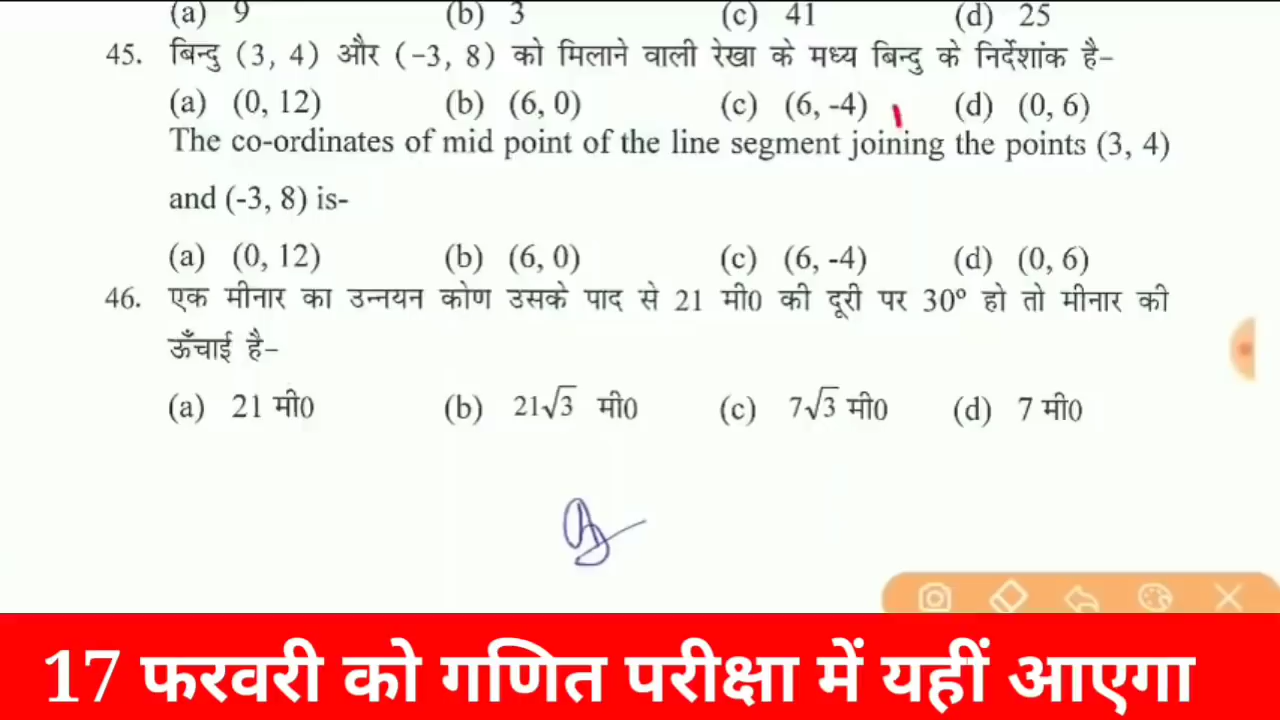 (a) 9 (b) 3 (c) 41 (d) 25
45. बिन्दु (3, 4) और (-3, 8) को मिलाने वाली रेखा के मध्य बिन्दु के निर्देशांक है-
(a) (0, 12) (b) (6, 0) (c) (6, -4) (d) (0, 6)
The co-ordinates of mid point of the line segment joining the points (3, 4)
and (-3, 8) is-
(a) (0, 12) (b) (6, 0) (c) (6, -4) (d) (0, 6)
46. एक मीनार का उन्नयन कोण उसके पाद से 21 मी0 की दूरी पर 30° हो तो मीनार की
ऊँचाई है-
(a) 21 मी0 (b) 21√3 मी0 (c) 7√3 मी0 (d) 7 मी0
17 फरवरी को गणित परीक्षा में यहीं आएगा